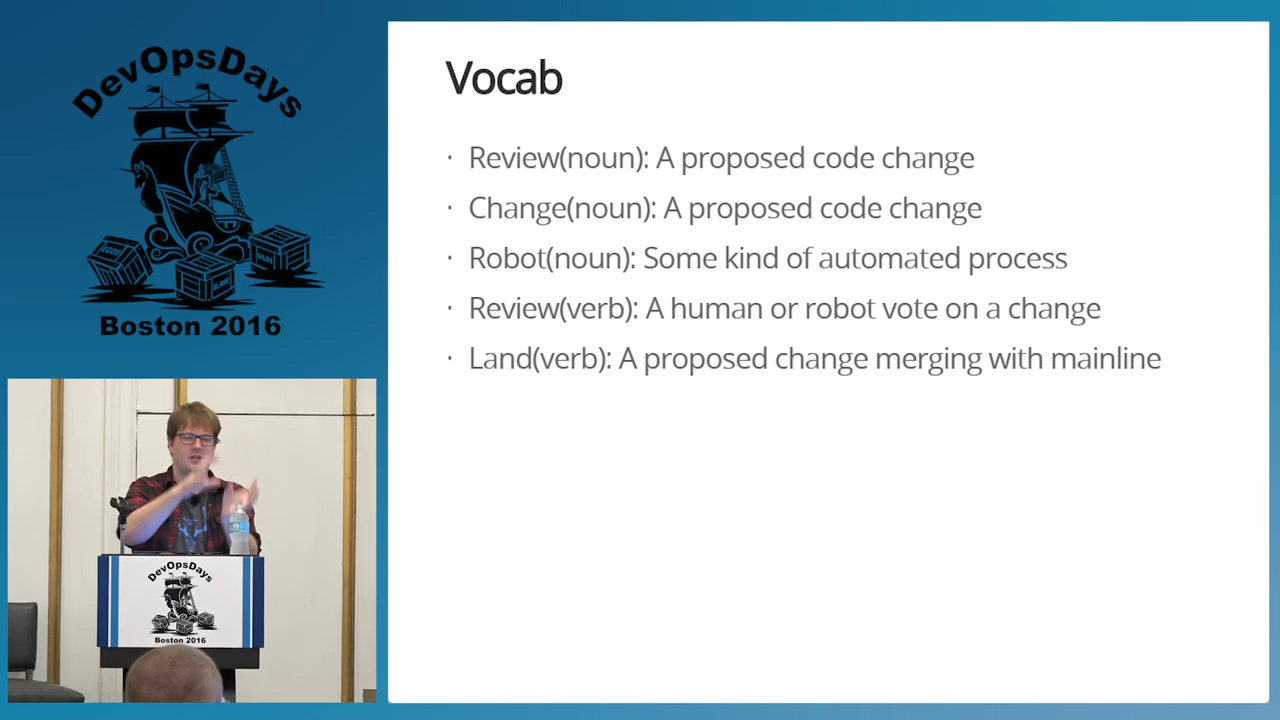 DevOpsDays
Boston 2016
Vocab
· Review(noun): A proposed code change
· Change(noun): A proposed code change
· Robot(noun): Some kind of automated process
· Review(verb): A human or robot vote on a change
· Land(verb): A proposed change merging with mainline
DevOpsDays
Boston 2016